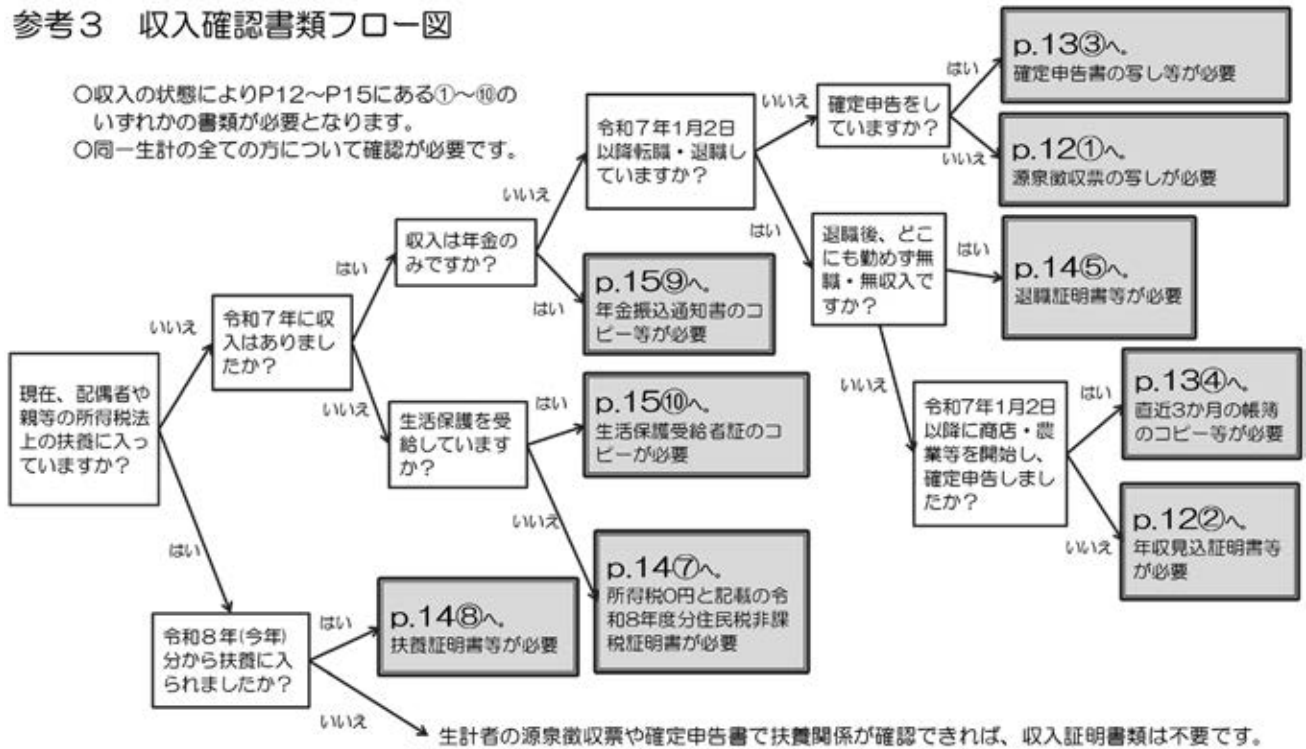 参考3　収入確認書類フロー図
○収入の状態によりP12～P15にある①～⑩の
いずれかの書類が必要となります。
○同一生計の全ての方について確認が必要です。
現在、配偶者や
親等の所得税法
上の扶養に入っ
ていますか？
いいえ
はい
令和7年に収
入はありまし
たか？
はい
いいえ
収入は年金の
みですか？
いいえ
はい
令和7年1月2日
以降転職・退職し
ていますか？
いいえ
はい
確定申告をし
ていますか？
はい
いいえ
p.13③へ。
確定申告書の写し等が必要
p.12①へ。
源泉徴収票の写しが必要
退職後、どこ
にも勤めず無
職・無収入で
すか？
はい
いいえ
p.14⑤へ。
退職証明書等が必要
令和7年1月2日
以降に商店・農
業等を開始し、
確定申告しまし
たか？
はい
いいえ
p.13④へ。
直近3か月の帳簿
のコピー等が必要
p.12②へ。
年収見込証明書等
が必要
p.15⑨へ。
年金振込通知書のコ
ピー等が必要
生活保護を受
給しています
か？
はい
いいえ
p.15⑩へ。
生活保護受給者証のコ
ピーが必要
p.14⑦へ。
所得税0円と記載の令
和8年度分住民税非課
税証明書が必要
令和8年(今年)
分から扶養に入
られましたか？
はい
いいえ
p.14⑧へ。
扶養証明書等が必要
生計者の源泉徴収票や確定申告書で扶養関係が確認できれば、収入証明書類は不要です。